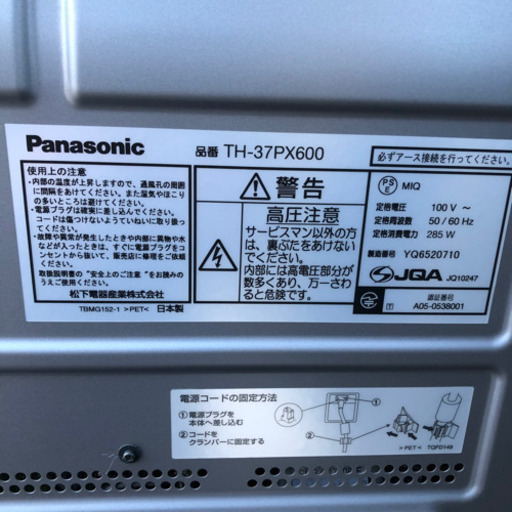 Panasonic
品番 TH-37PX600
必ずアース接続を行ってください。
使用上の注意
・内部の温度が上昇しますので、通風孔の周囲に
間隔をあけてください。また湿気やほこり
の多いところに置かないでください。
・電源プラグは確実に差し込んでください。
コードは傷つけないようていねいに取り扱って
ください。
・故障や異常が発生したときや内部に異物や水
などが入ったときは、すぐに電源プラグをコ
ンセントから抜いて、販売店に修理を依頼し
てください。
取扱説明書の"安全上のご注意"をお読みの
うえご使用ください。
松下電器産業株式会社
TBMG152-1 >PET< 日本製
警告
高圧注意
サービスマン以外の方
は、裏ぶたをあけない
でください。
内部には高電圧部分が
数多くあり、万一さわ
ると危険です。
PS
E
MIQ
定格電圧 100 V ～
定格周波数 50 / 60 Hz
定格消費電力 285 W
製造番号 YQ6520710
JQA JQ10247
認証番号
A05-0538001
電源コードの固定方法
①電源プラグを
本体へ差し込む
②コードを
クランパーに固定する
>PET< TQFD149